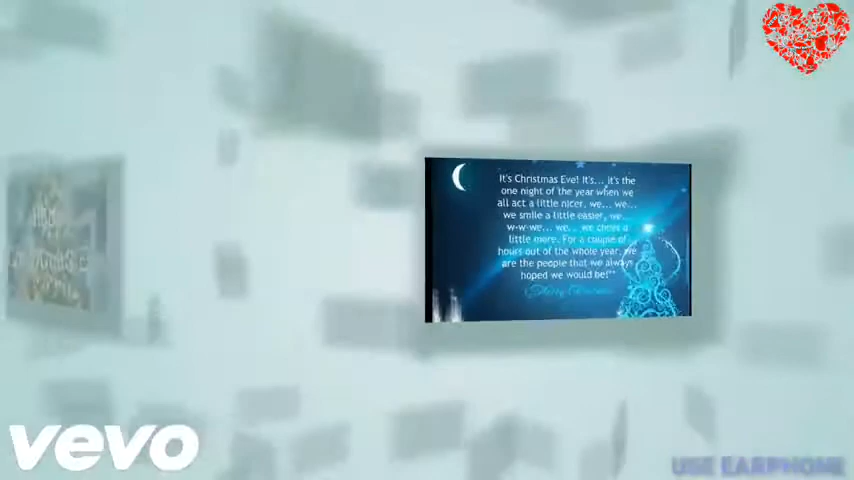 It's Christmas Eve! It's... it's the
one night of the year when we
all act a little nicer, we... we...
we smile a little easier, we...
w-w-we... we... we cheer a
little more. For a couple of
hours out of the whole year, we
are the people that we always
hoped we would be!"
Merry Christmas
vevo
USE EARPHONE